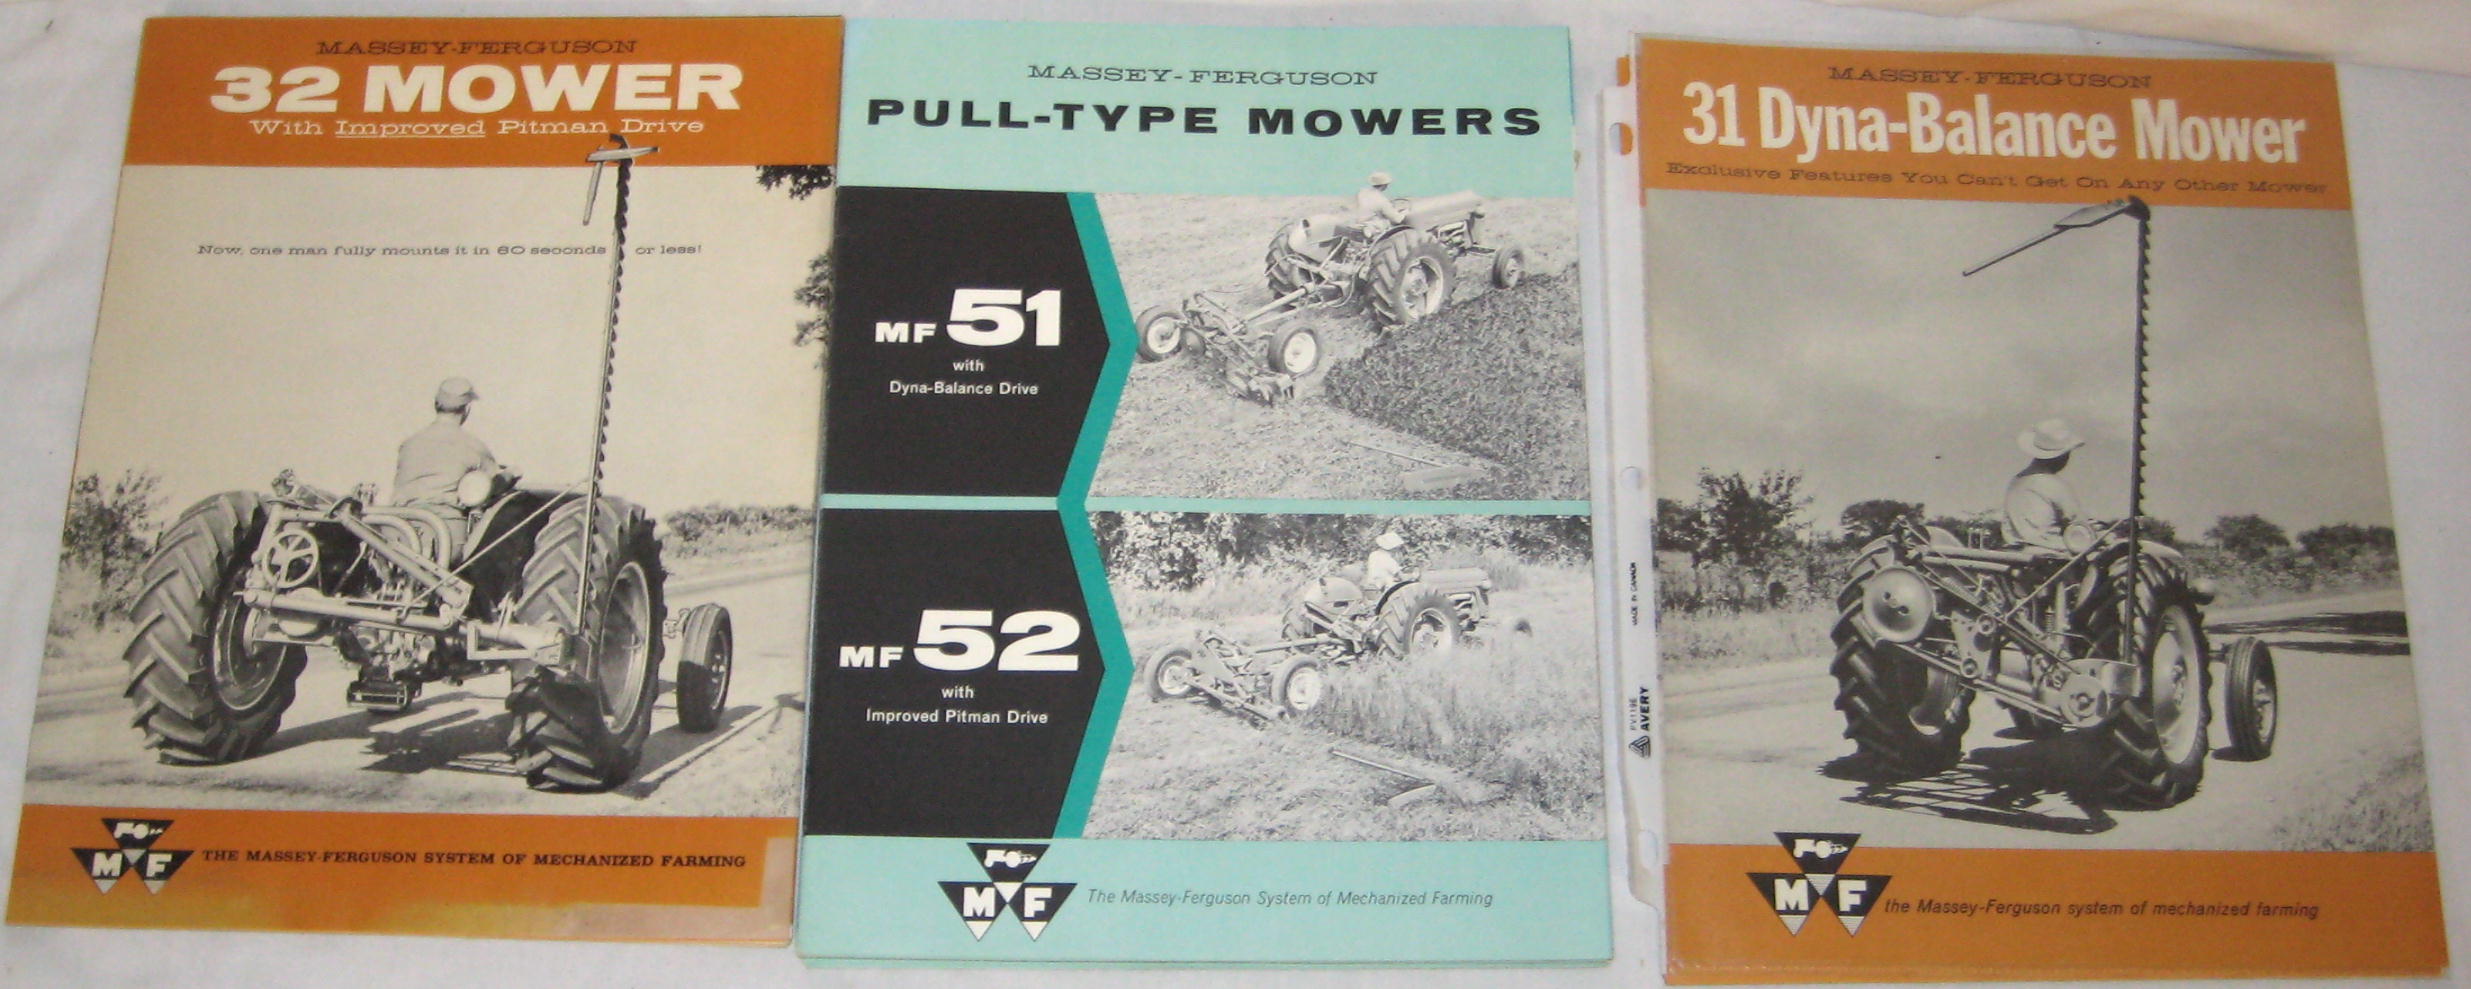 MASSEY-FERGUSON
32 MOWER
With Improved Pitman Drive
Now, one man fully mounts it in 60 seconds or less!
M F
THE MASSEY-FERGUSON SYSTEM OF MECHANIZED FARMING
MASSEY-FERGUSON
PULL-TYPE MOWERS
MF 51
with
Dyna-Balance Drive
MF 52
with
Improved Pitman Drive
M F
The Massey-Ferguson System of Mechanized Farming
MADE IN CANADA
PV119E
AVERY
MASSEY-FERGUSON
31 Dyna-Balance Mower
Exclusive Features You Can't Get On Any Other Mower
M F
the Massey-Ferguson system of mechanized farming